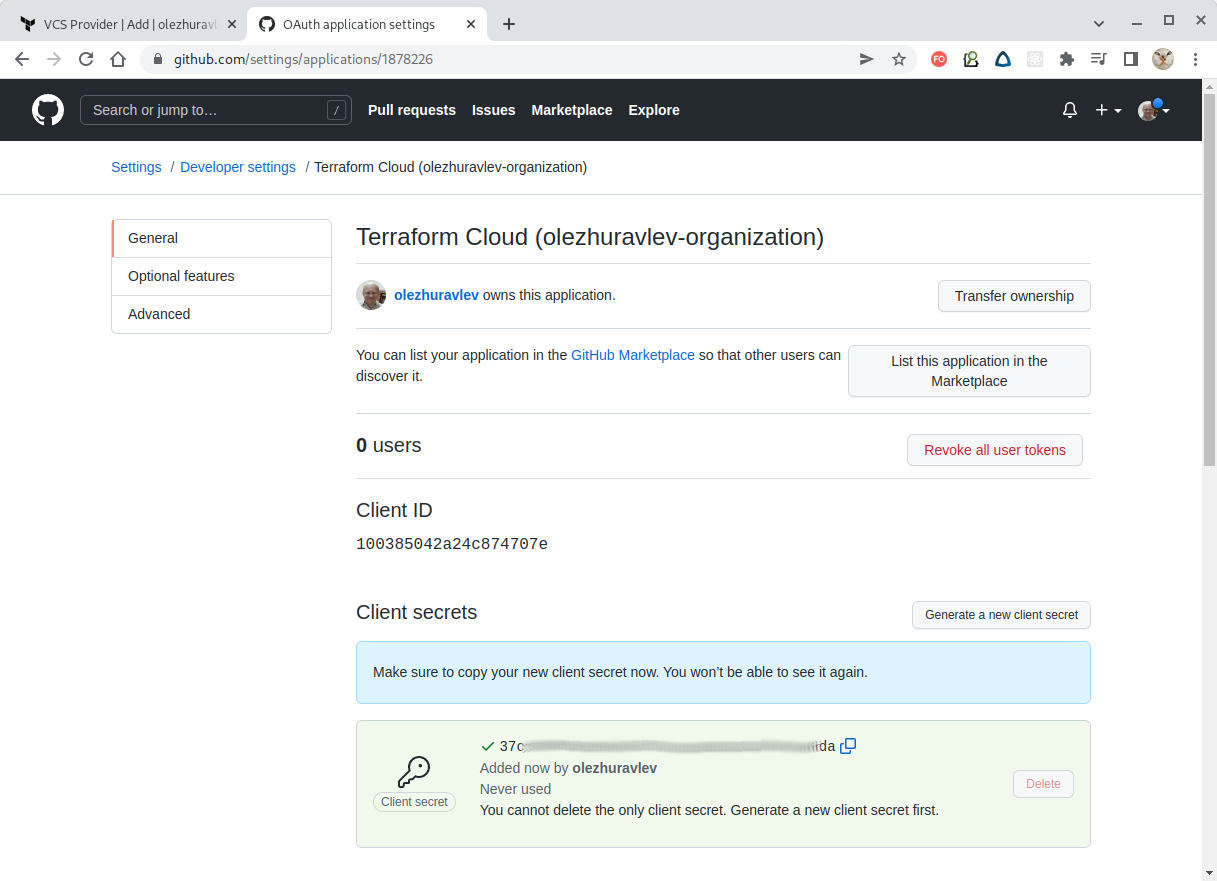 VCS Provider | Add | olezhurav
OAuth application settings
github.com/settings/applications/1878226
FO
Search or jump to…
/
Pull requests
Issues
Marketplace
Explore
Settings / Developer settings / Terraform Cloud (olezhuravlev-organization)
General
Optional features
Advanced
Terraform Cloud (olezhuravlev-organization)
olezhuravlev owns this application.
Transfer ownership
You can list your application in the GitHub Marketplace so that other users can
discover it.
List this application in the
Marketplace
0 users
Revoke all user tokens
Client ID
100385042a24c874707e
Client secrets
Generate a new client secret
Make sure to copy your new client secret now. You won’t be able to see it again.
Client secret
Added now by olezhuravlev
Never used
You cannot delete the only client secret. Generate a new client secret first.
Delete